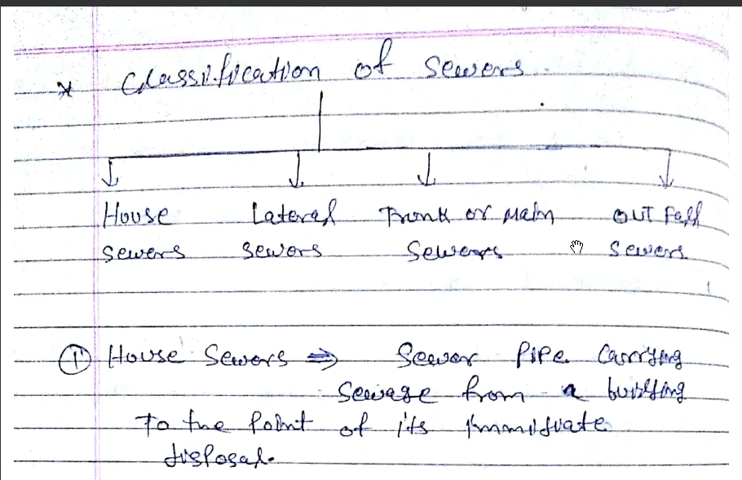 * Classification of Sewers.
House Lateral Trunk or Main Out Fall
Sewers Sewers Sewers Sewers
① House Sewers ⇒ Sewer Pipe Carrying
Sewage from a building
To the Point of its immediate
disposal.